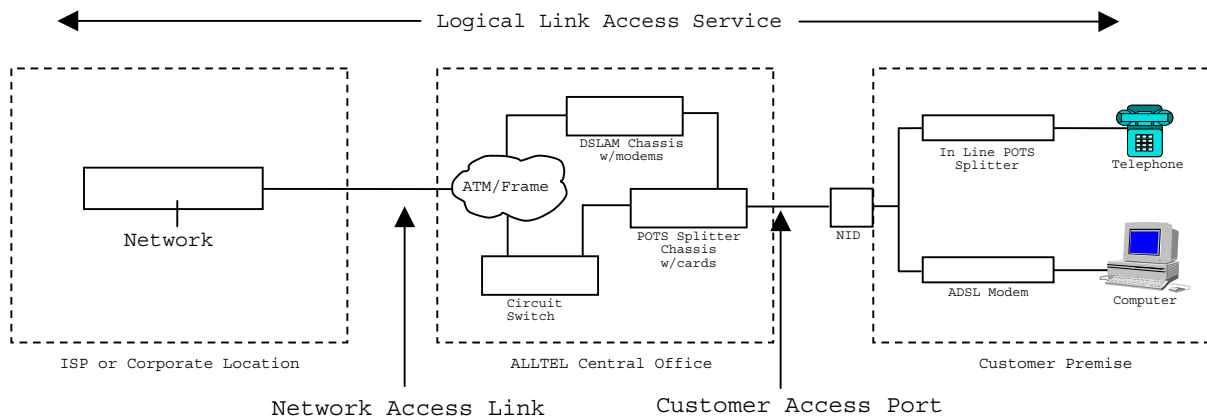 Logical Link Access Service
DSLAM Chassis
w/modems
In Line POTS
Splitter
Telephone
ATM/Frame
Network
POTS Splitter
Chassis
w/cards
NID
Circuit
Switch
ADSL Modem
Computer
ISP or Corporate Location
ALLTEL Central Office
Customer Premise
Network Access Link
Customer Access Port